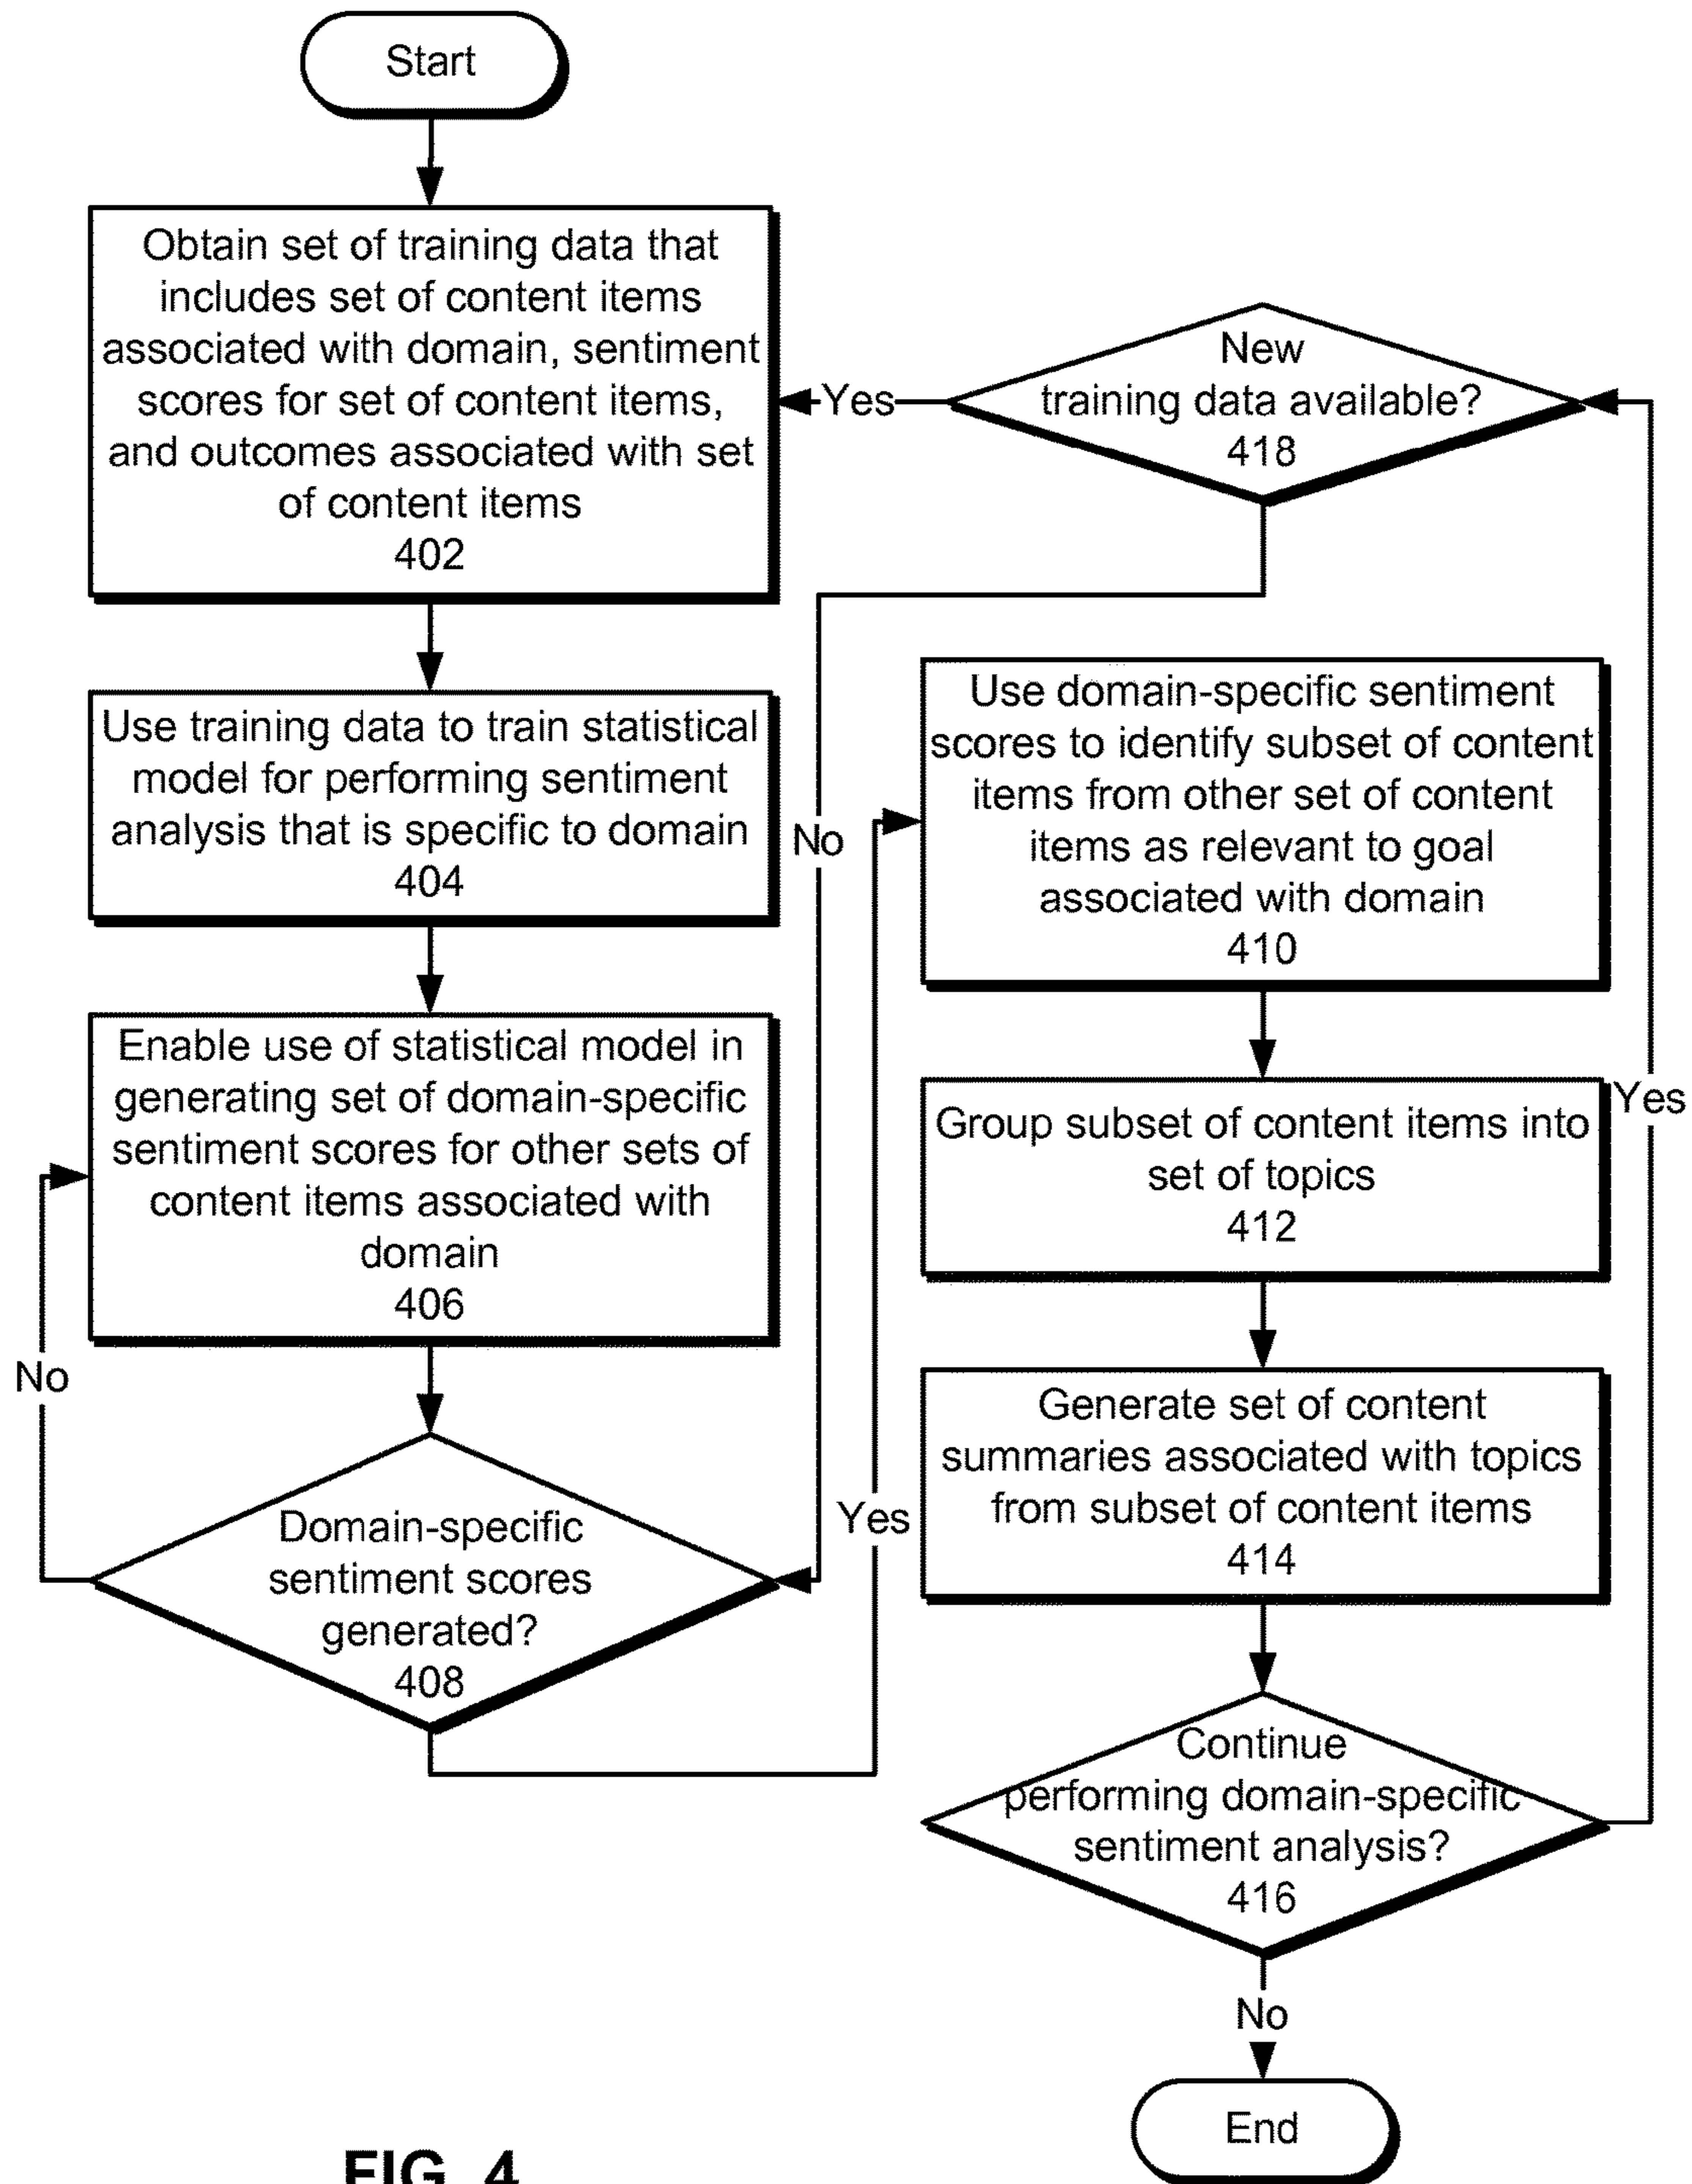 Start
Obtain set of training data that
includes set of content items
associated with domain, sentiment
scores for set of content items,
and outcomes associated with set
of content items
402
Use training data to train statistical
model for performing sentiment
analysis that is specific to domain
404
Enable use of statistical model in
generating set of domain-specific
sentiment scores for other sets of
content items associated with
domain
406
No
Domain-specific
sentiment scores
generated?
408
Yes
New
training data available?
418
Yes
No
Use domain-specific sentiment
scores to identify subset of content
items from other set of content
items as relevant to goal
associated with domain
410
Group subset of content items into
set of topics
412
Generate set of content
summaries associated with topics
from subset of content items
414
Continue
performing domain-specific
sentiment analysis?
416
Yes
No
End
FIG. 4